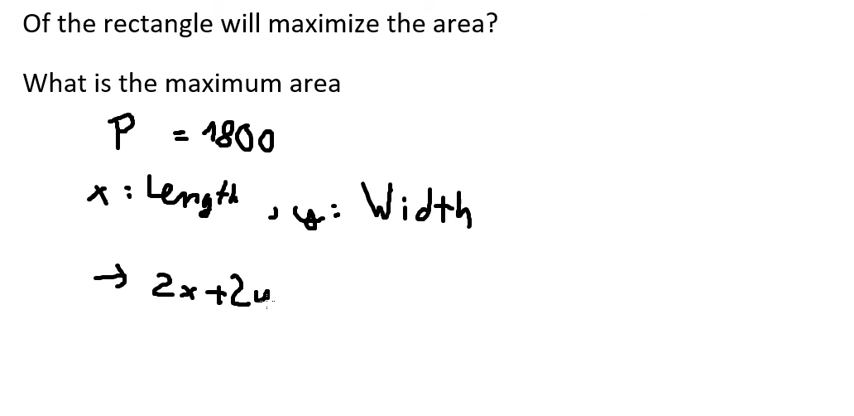 Of the rectangle will maximize the area?
What is the maximum area
P = 1800
x : Length , y : Width
→ 2x+2y